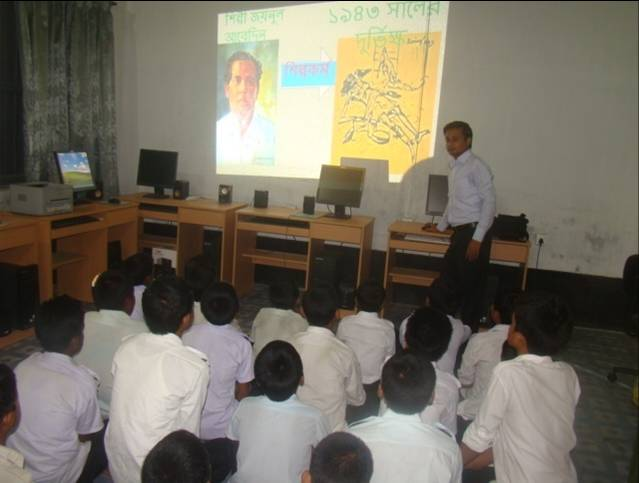 শিল্পী জয়নুল
আবেদিন
শিল্পকর্ম
১৯৪৩ সালের
দুর্ভিক্ষ